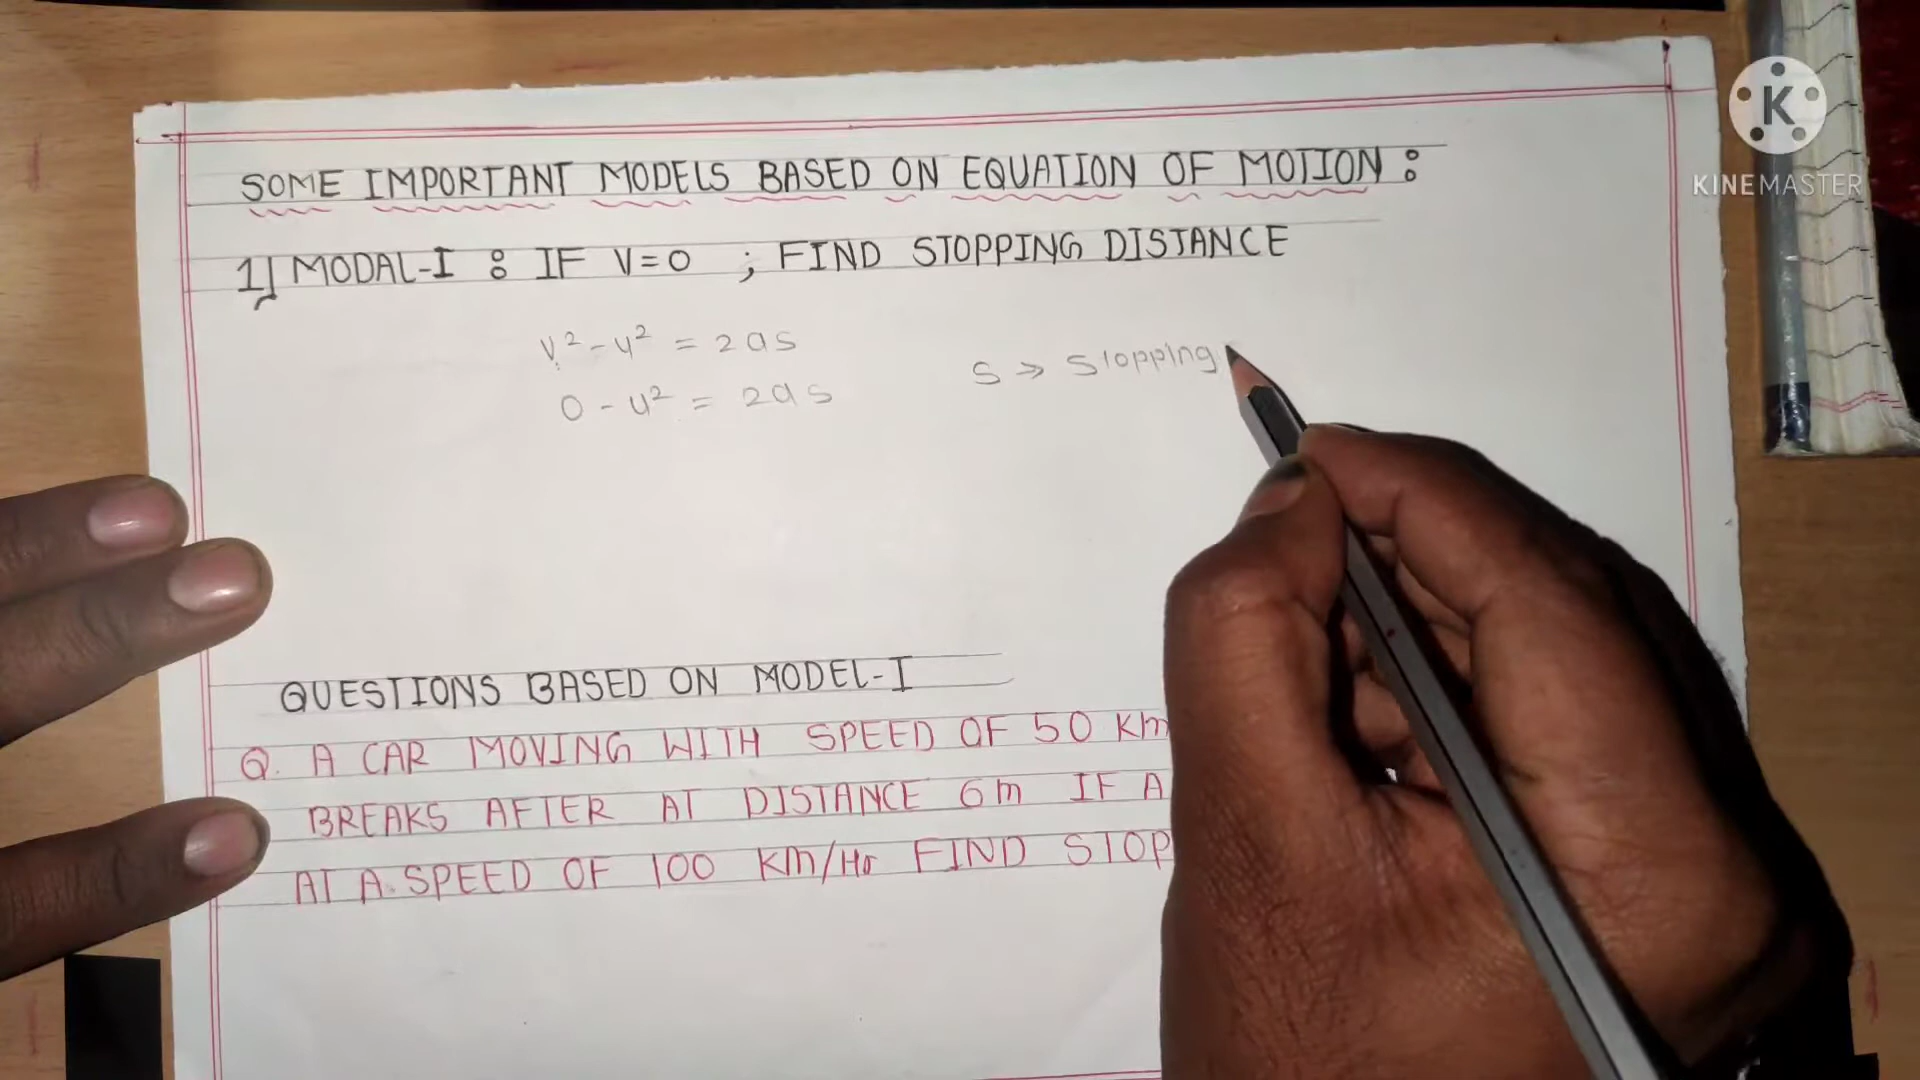 SOME IMPORTANT MODELS BASED ON EQUATION OF MOTION :
1] MODAL-I : IF V=0 ; FIND STOPPING DISTANCE
V² - u² = 2as
0 - u² = 2as
S => Stopping
QUESTIONS BASED ON MODEL-I
Q. A CAR MOVING WITH SPEED OF 50 Km
BREAKS AFTER AT DISTANCE 6m IF A
AT A SPEED OF 100 Km/Hr FIND STOP
K
KINEMASTER